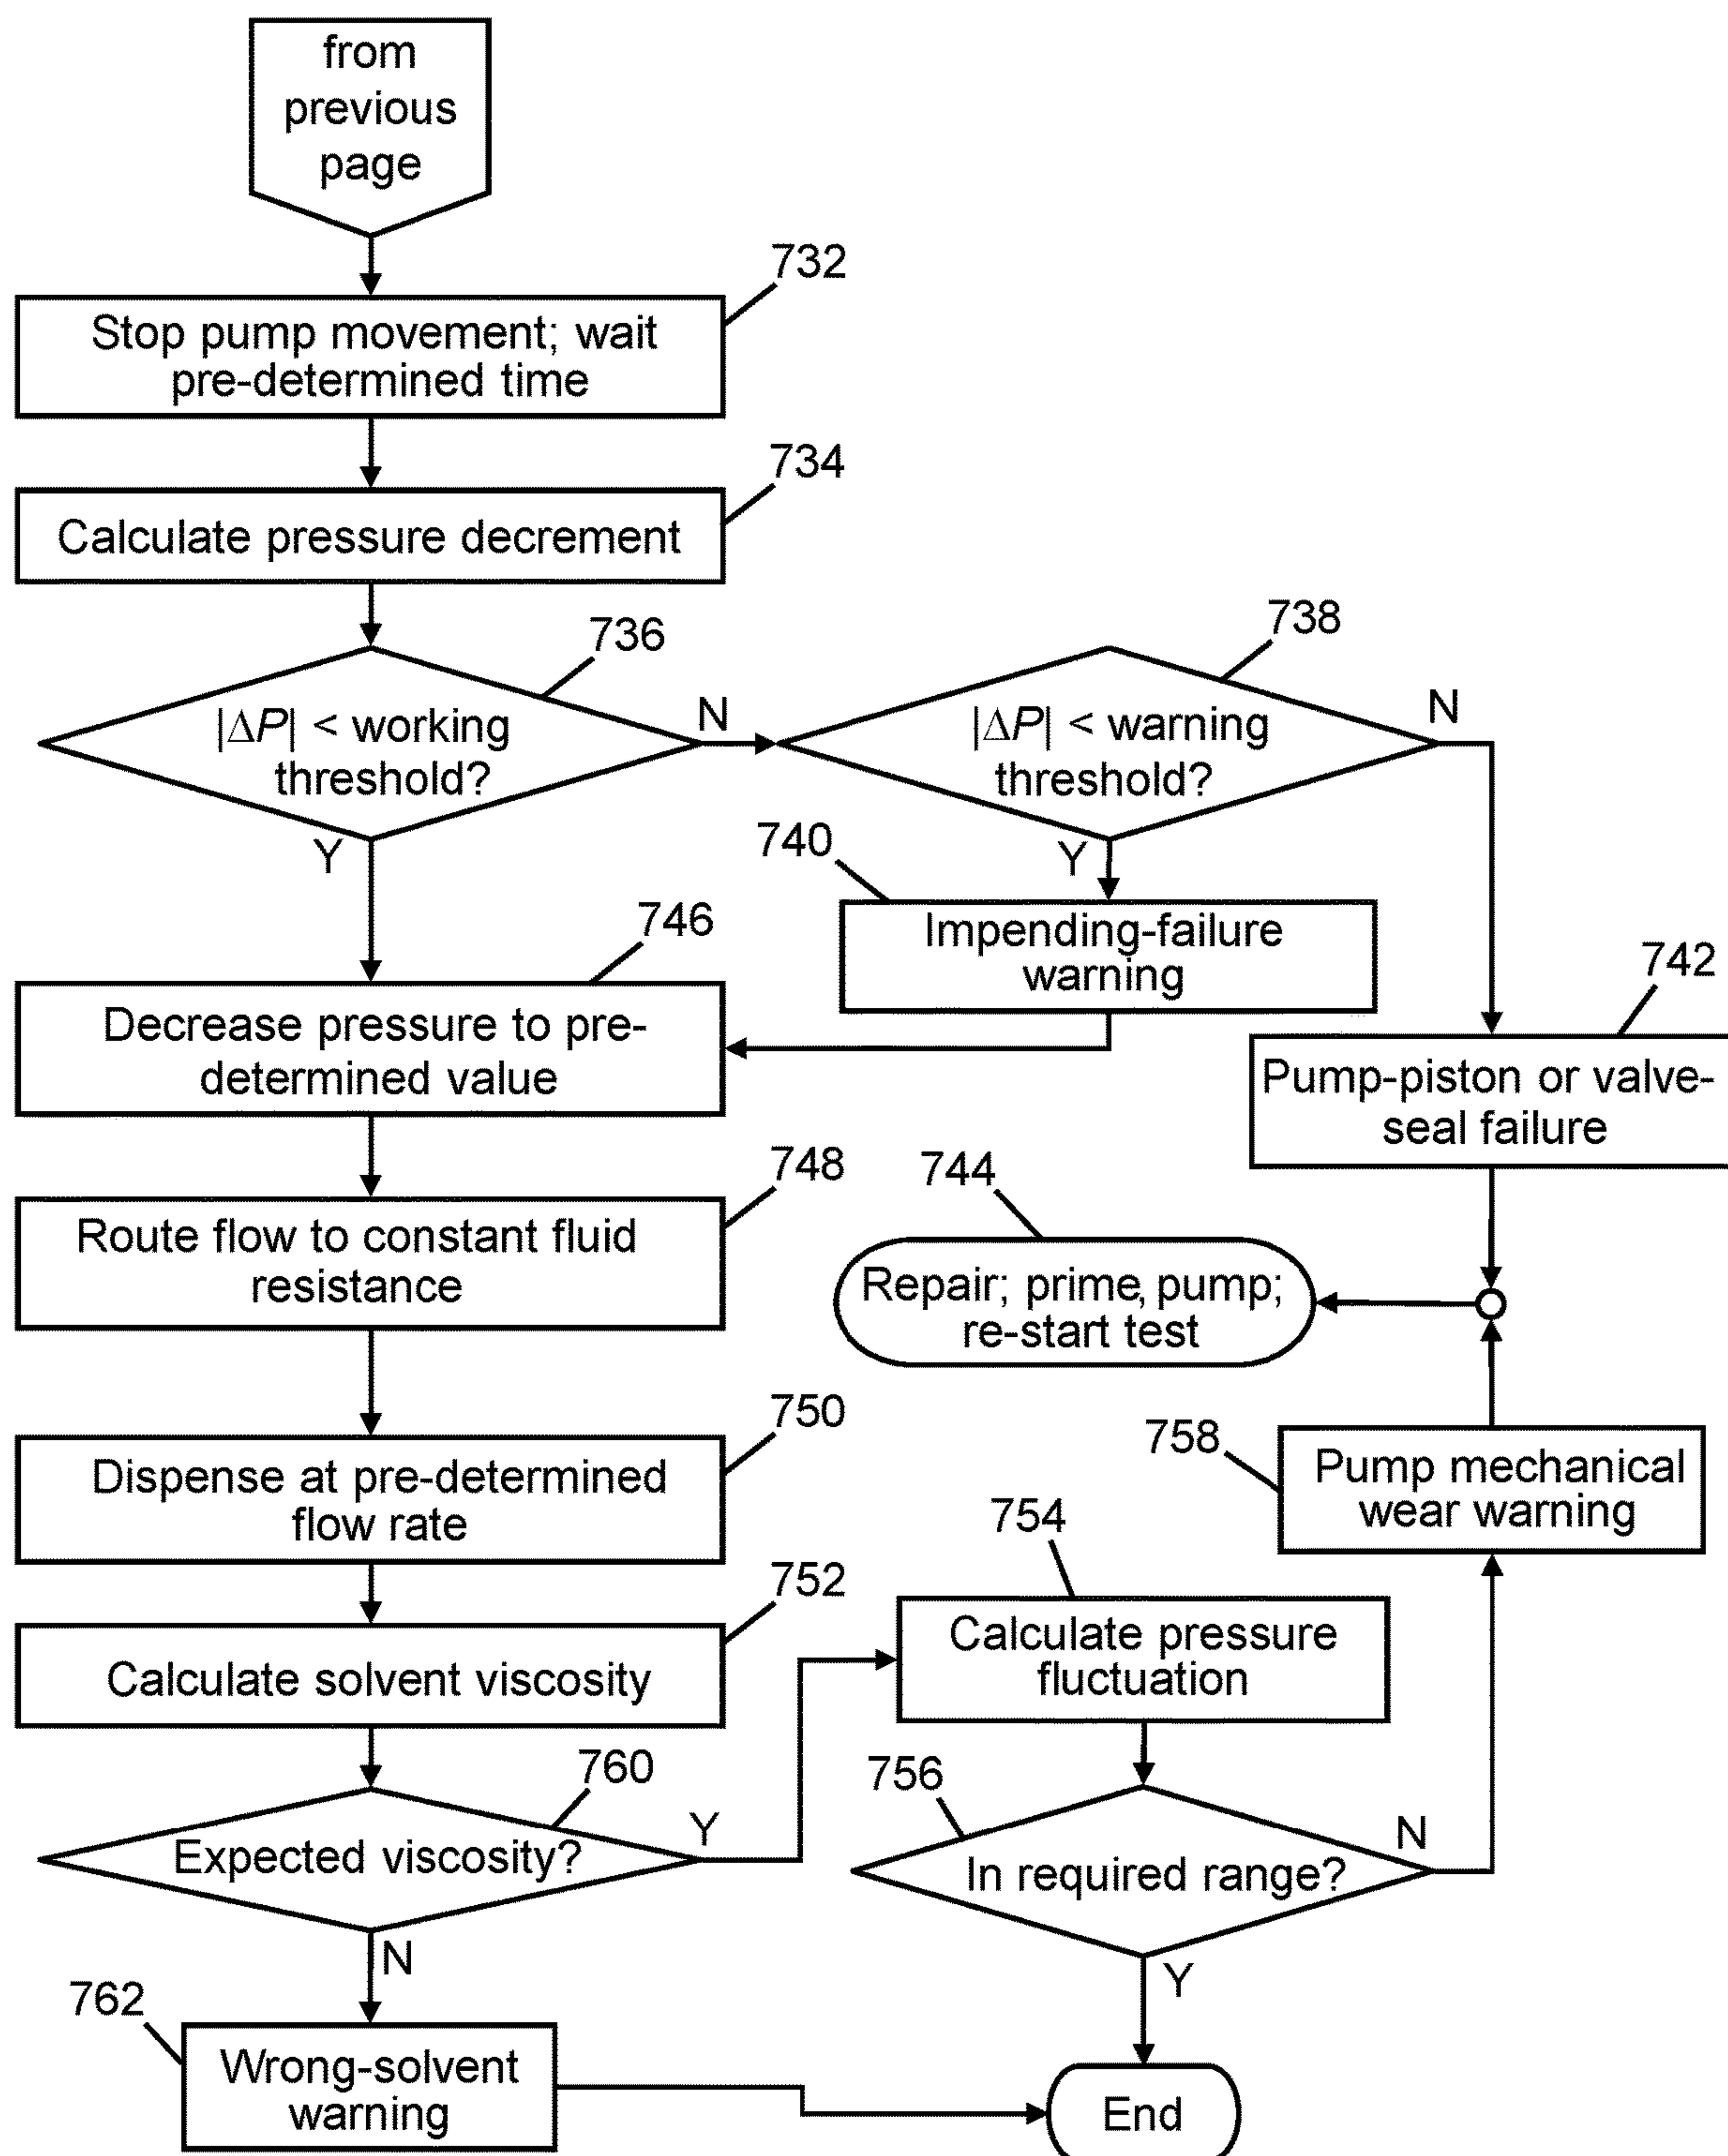 from
previous
page
732
Stop pump movement; wait
pre-determined time
734
Calculate pressure decrement
736
|ΔP| < working
threshold?
N
Y
738
|ΔP| < warning
threshold?
N
Y
740
Impending-failure
warning
742
Pump-piston or valve-
seal failure
746
Decrease pressure to pre-
determined value
748
Route flow to constant fluid
resistance
744
Repair; prime, pump;
re-start test
750
Dispense at pre-determined
flow rate
758
Pump mechanical
wear warning
752
Calculate solvent viscosity
754
Calculate pressure
fluctuation
760
Expected viscosity?
Y
N
756
In required range?
N
Y
762
Wrong-solvent
warning
End